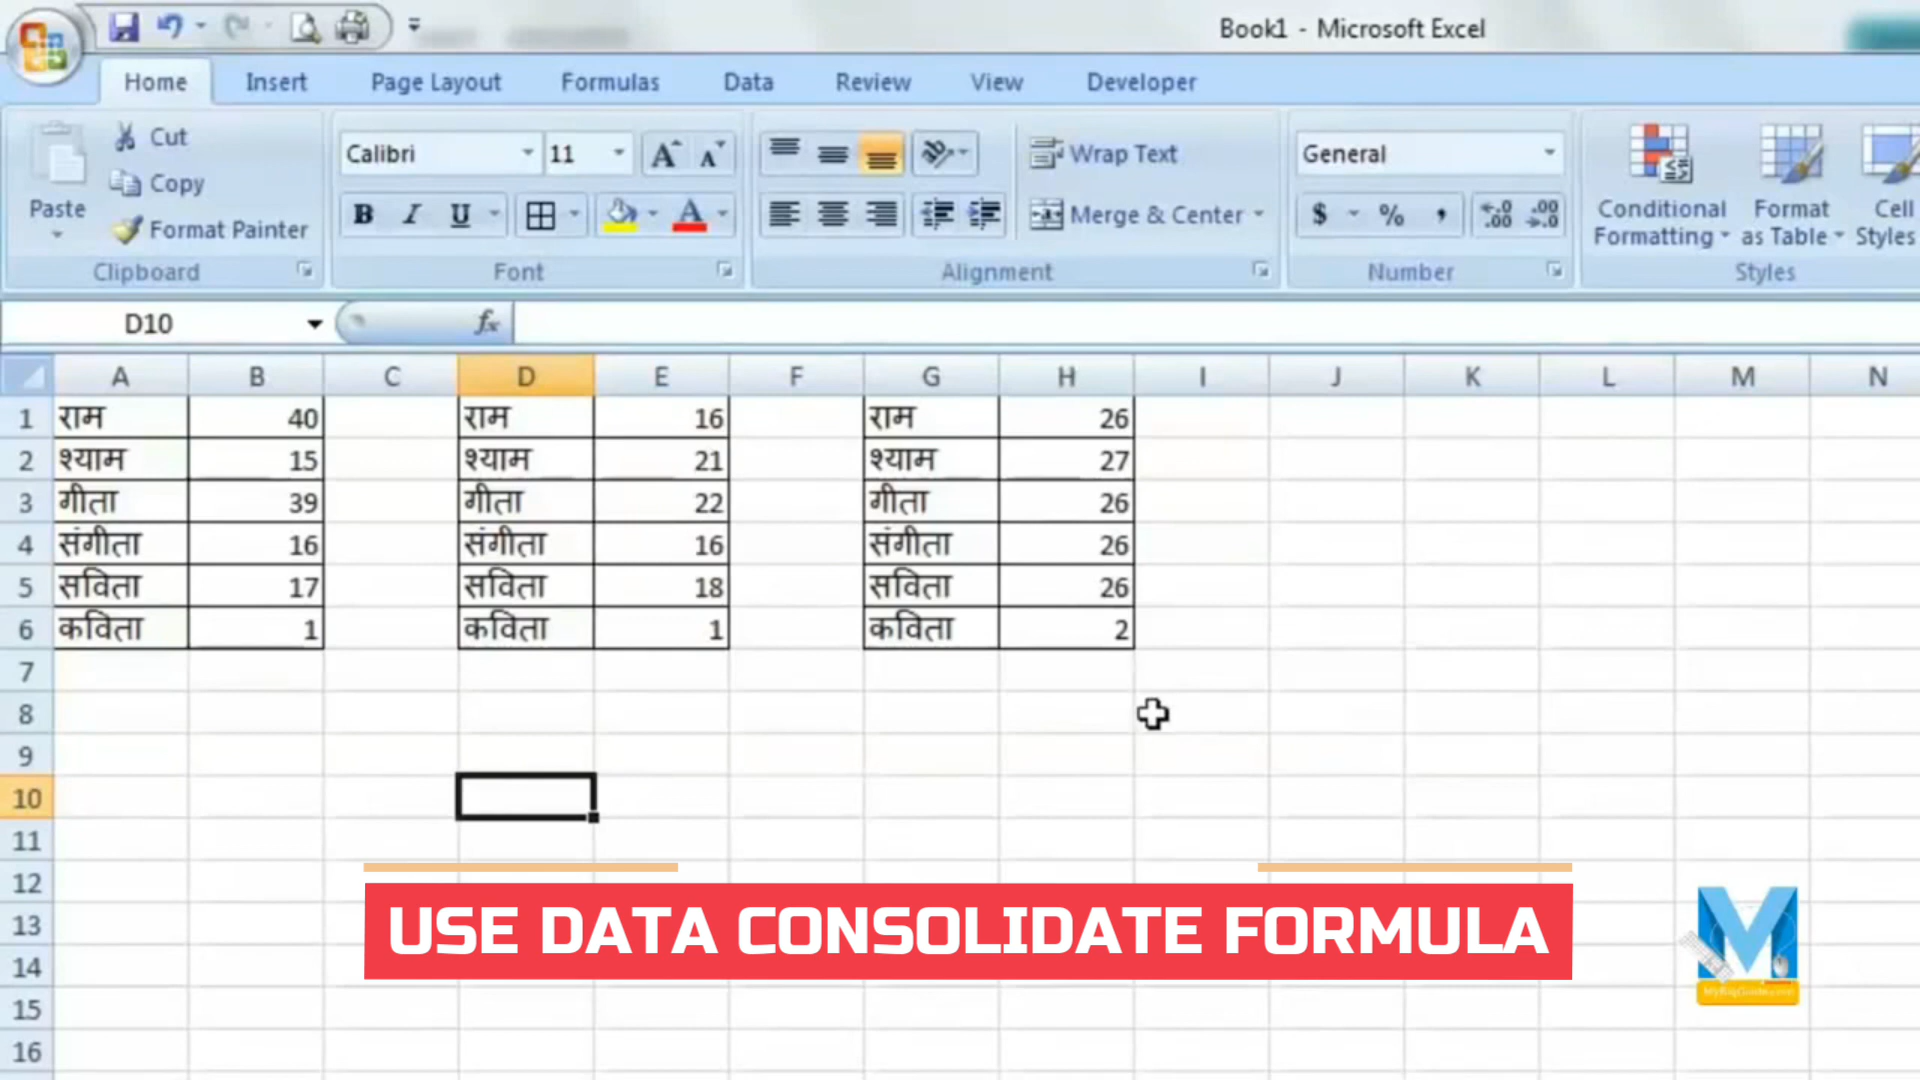 Book1 - Microsoft Excel
Home Insert Page Layout Formulas Data Review View Developer
Cut
Copy
Format Painter
Paste
Clipboard
Calibri 11
B I U A
Font
Wrap Text
Merge & Center
Alignment
General
$ % ,
Number
Conditional Formatting
Format as Table
Cell Styles
Styles
D10 fx
A B C D E F G H I J K L M N
1 राम 40 राम 16 राम 26
2 श्याम 15 श्याम 21 श्याम 27
3 गीता 39 गीता 22 गीता 26
4 संगीता 16 संगीता 16 संगीता 26
5 सविता 17 सविता 18 सविता 26
6 कविता 1 कविता 1 कविता 2
7
8
9
10
11
12
13
14
15
16
USE DATA CONSOLIDATE FORMULA
M